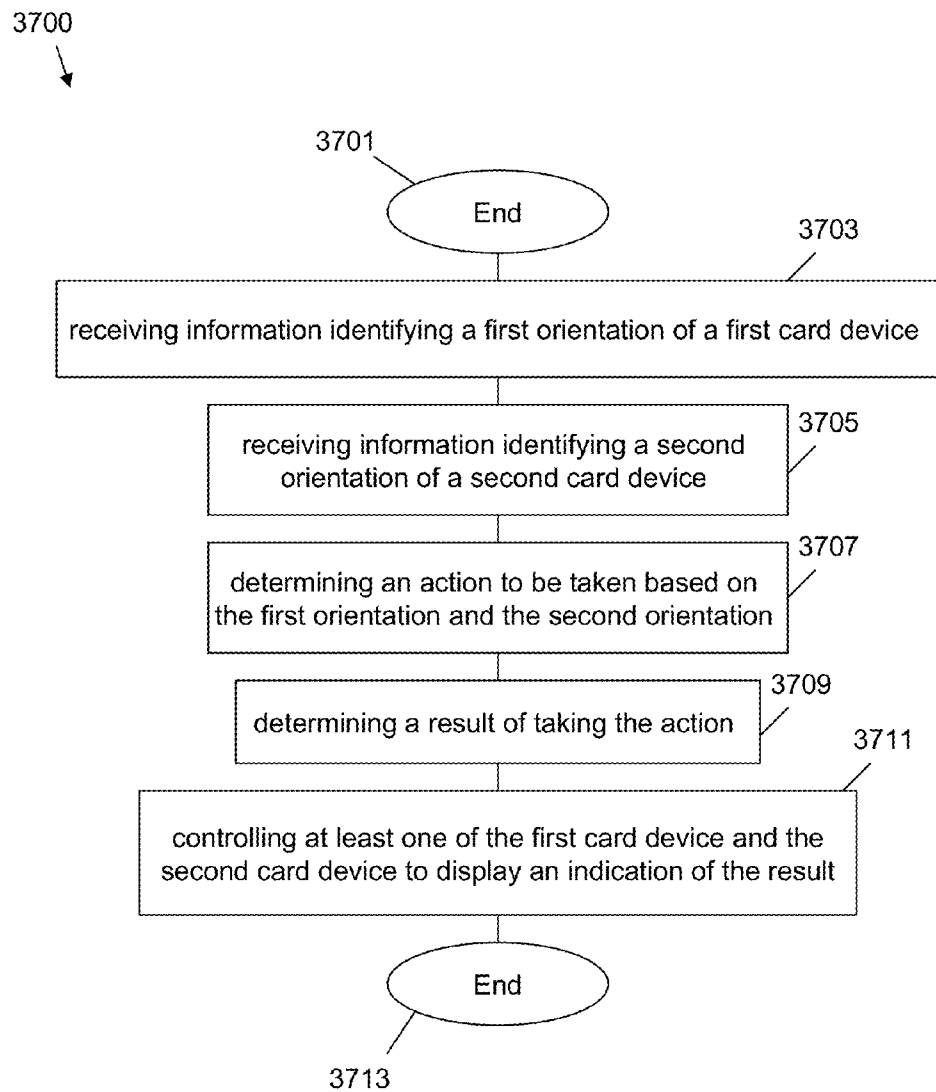 3700
3701
End
3703
receiving information identifying a first orientation of a first card device
3705
receiving information identifying a second
orientation of a second card device
3707
determining an action to be taken based on
the first orientation and the second orientation
3709
determining a result of taking the action
3711
controlling at least one of the first card device and the
second card device to display an indication of the result
End
3713